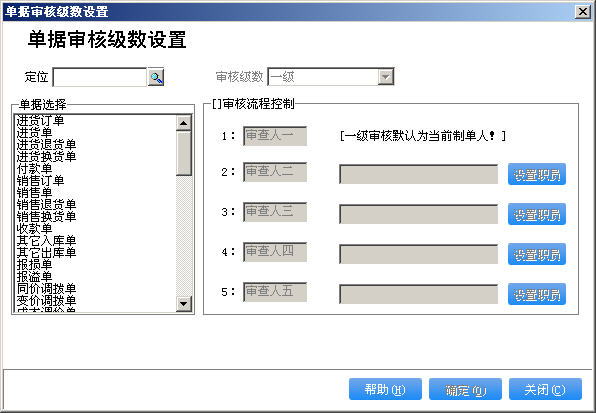 单据审核级数设置
单据审核级数设置
定位
审核级数 一级
单据选择
进货订单
进货单
进货退货单
进货换货单
付款单
销售订单
销售单
销售退货单
销售换货单
收款单
其它入库单
其它出库单
报损单
报溢单
同价调拨单
变价调拨单
成本调价单
[]审核流程控制
1： 审查人一 [一级审核默认为当前制单人！]
2： 审查人二 设置职员
3： 审查人三 设置职员
4： 审查人四 设置职员
5： 审查人五 设置职员
帮助(H) 确定(O) 关闭(C)